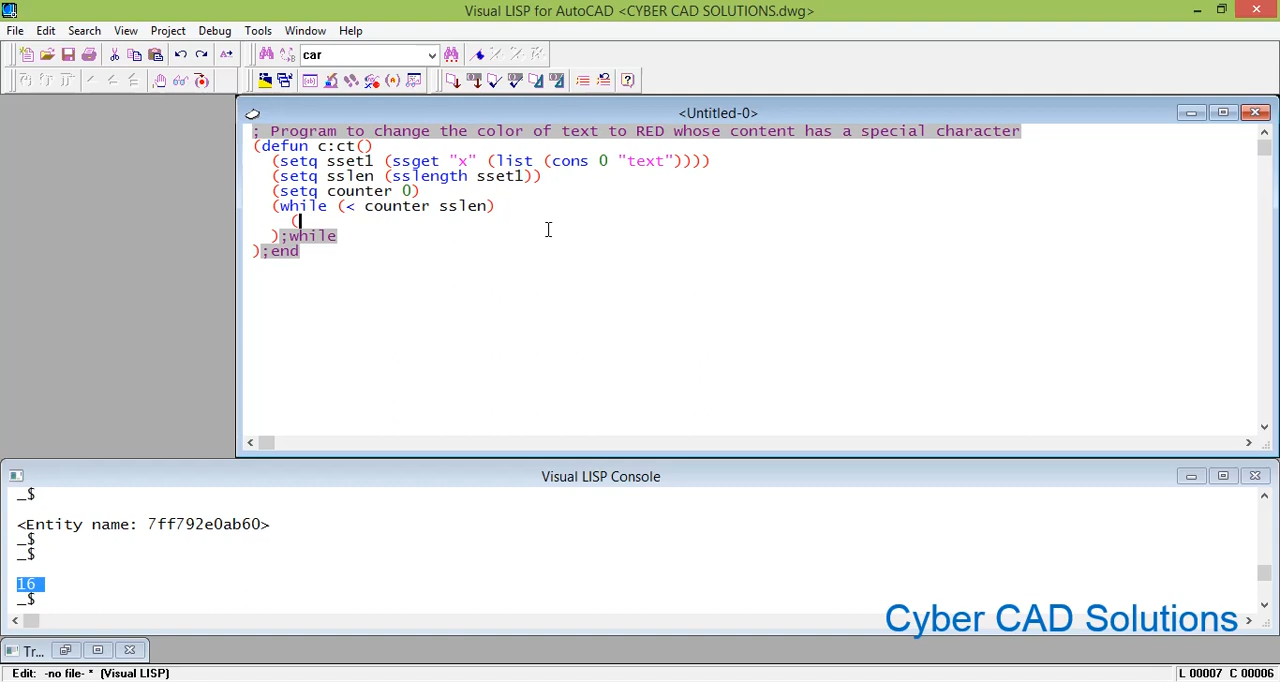 Visual LISP for AutoCAD <CYBER CAD SOLUTIONS.dwg>
File Edit Search View Project Debug Tools Window Help
car
<Untitled-0>
; Program to change the color of text to RED whose content has a special character
(defun c:ct()
(setq sset1 (ssget "x" (list (cons 0 "text"))))
(setq sslen (sslength sset1))
(setq counter 0)
(while (< counter sslen)
(
);while
);end
Visual LISP Console
_$
<Entity name: 7ff792e0ab60>
_$
_$
16
_$
Cyber CAD Solutions
Tr...
Edit: -no file- * (Visual LISP)
L 00007 C 00006